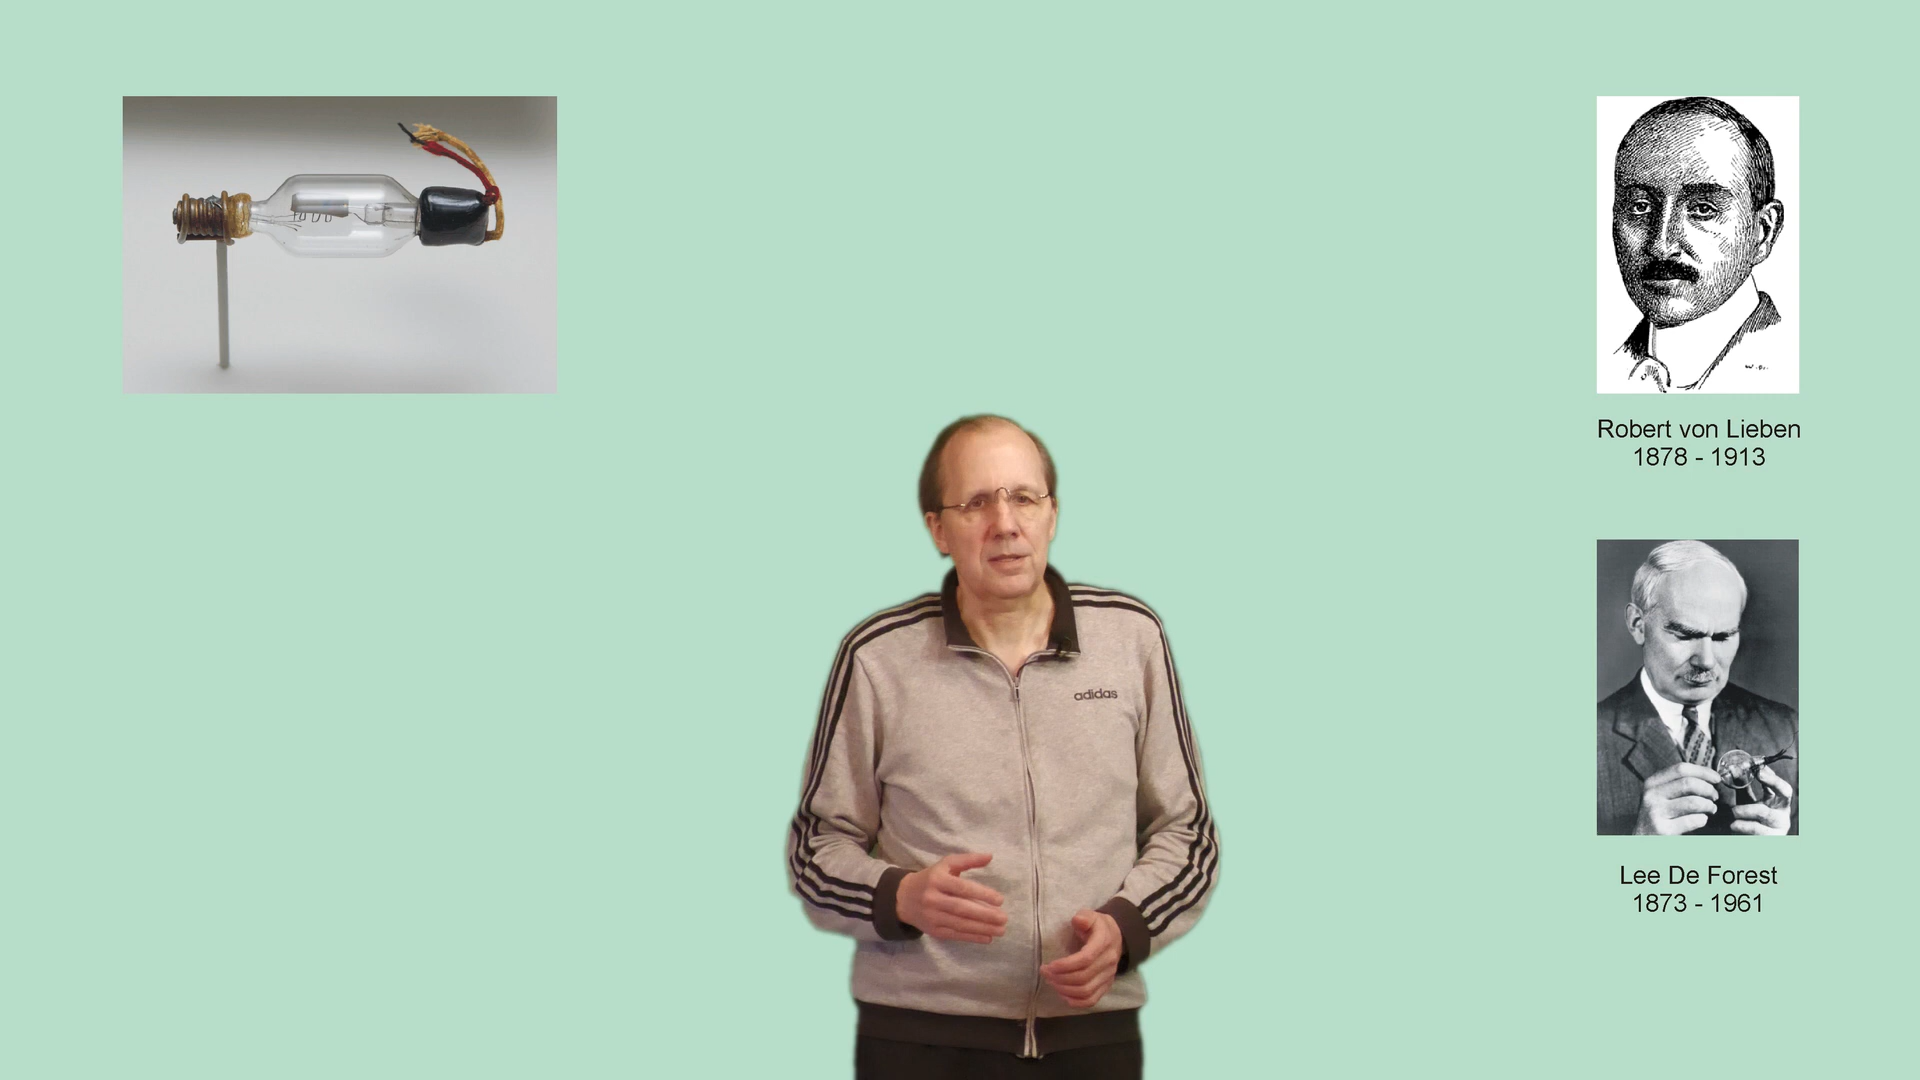 Robert von Lieben
1878 - 1913
adidas
Lee De Forest
1873 - 1961